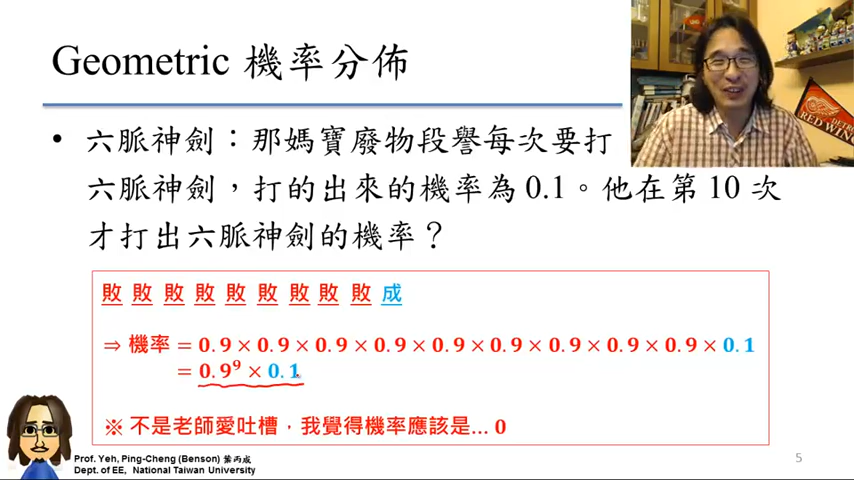 Geometric 機率分佈
• 六脈神劍：那媽寶廢物段譽每次要打
六脈神劍，打的出來的機率為 0.1。他在第 10 次
才打出六脈神劍的機率？
敗 敗 敗 敗 敗 敗 敗 敗 敗 成
⇒ 機率 = 0.9 × 0.9 × 0.9 × 0.9 × 0.9 × 0.9 × 0.9 × 0.9 × 0.9 × 0.1
= 0.9⁹ × 0.1
※ 不是老師愛吐槽，我覺得機率應該是... 0
Prof. Yeh, Ping-Cheng (Benson) 葉丙成
Dept. of EE, National Taiwan University
5
DETRO
RED WIN